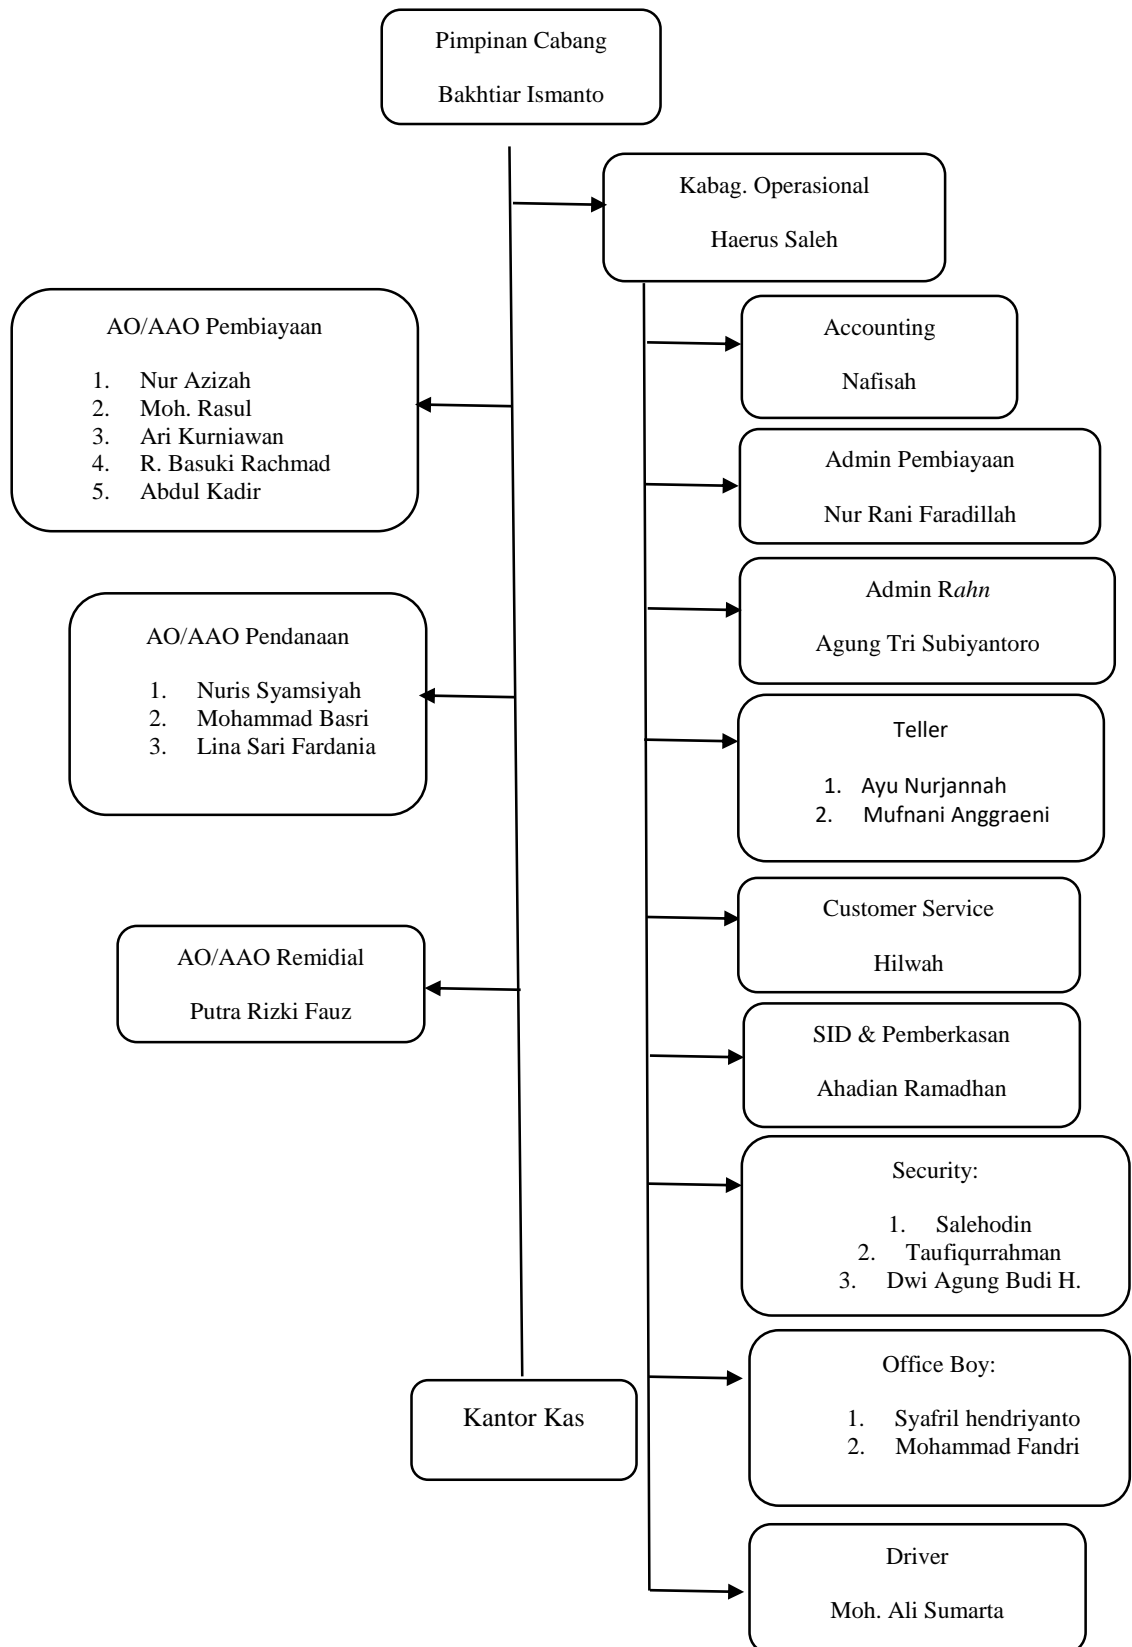 Pimpinan Cabang
Bakhtiar Ismanto
Kabag. Operasional
Haerus Saleh
AO/AAO Pembiayaan
1. Nur Azizah
2. Moh. Rasul
3. Ari Kurniawan
4. R. Basuki Rachmad
5. Abdul Kadir
Accounting
Nafisah
Admin Pembiayaan
Nur Rani Faradillah
Admin Rahn
Agung Tri Subiyantoro
AO/AAO Pendanaan
1. Nuris Syamsiyah
2. Mohammad Basri
3. Lina Sari Fardania
Teller
1. Ayu Nurjannah
2. Mufnani Anggraeni
Customer Service
Hilwah
AO/AAO Remidial
Putra Rizki Fauz
SID & Pemberkasan
Ahadian Ramadhan
Security:
1. Salehodin
2. Taufiqurrahman
3. Dwi Agung Budi H.
Office Boy:
1. Syafril hendriyanto
2. Mohammad Fandri
Kantor Kas
Driver
Moh. Ali Sumarta